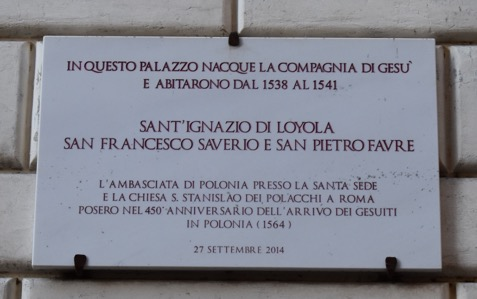 IN QUESTO PALAZZO NACQUE LA COMPAGNIA DI GESU'
E ABITARONO DAL 1538 AL 1541
SANT'IGNAZIO DI LOYOLA
SAN FRANCESCO SAVERIO E SAN PIETRO FAVRE
L'AMBASCIATA DI POLONIA PRESSO LA SANTA SEDE
E LA CHIESA S. STANISLAO DEI POLACCHI A ROMA
POSERO NEL 450° ANNIVERSARIO DELL'ARRIVO DEI GESUITI
IN POLONIA (1564)
27 SETTEMBRE 2014